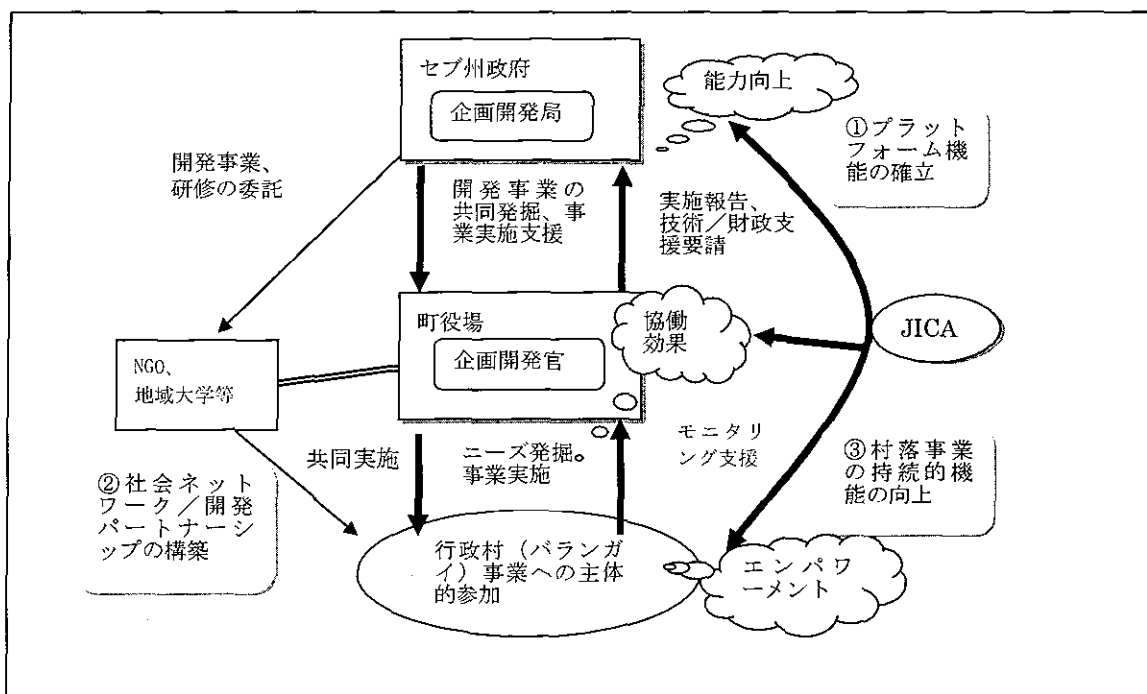 セブ州政府
企画開発局
能力向上
①プラット
フォーム機
能の確立
開発事業、
研修の委託
開発事業の
共同発掘、事
業実施支援
実施報告、
技術／財政支
援要請
町役場
企画開発官
協働
効果
JICA
NGO、
地域大学等
共同実施
ニーズ発掘。
事業実施
モニタリ
ング支援
②社会ネット
ワーク／開発
パートナーシ
ップの構築
③村落事業
の持続的機
能の向上
行政村（バランガ
イ）事業への主体
的参加
エンパワ
ーメント